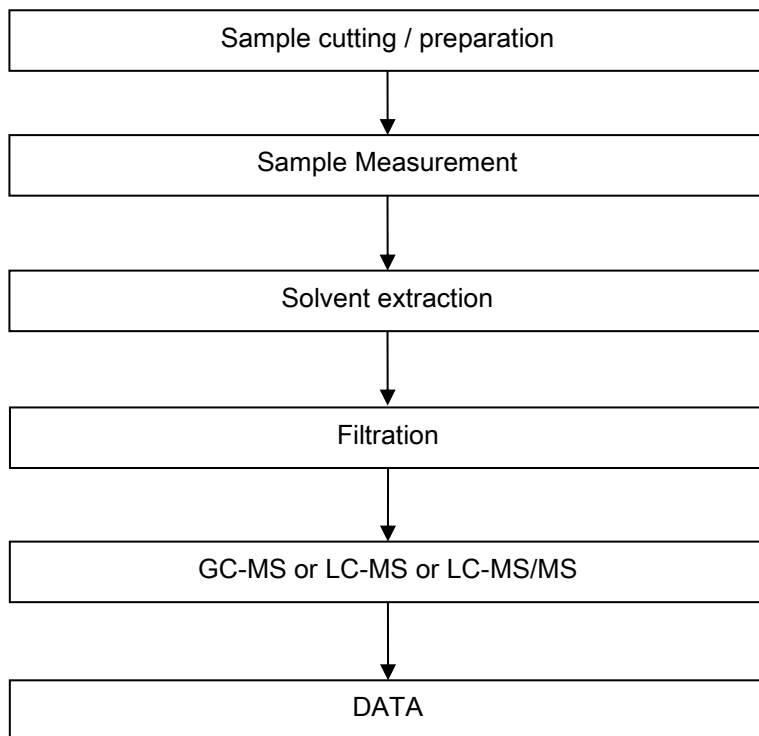 Sample cutting / preparation
Sample Measurement
Solvent extraction
Filtration
GC-MS or LC-MS or LC-MS/MS
DATA